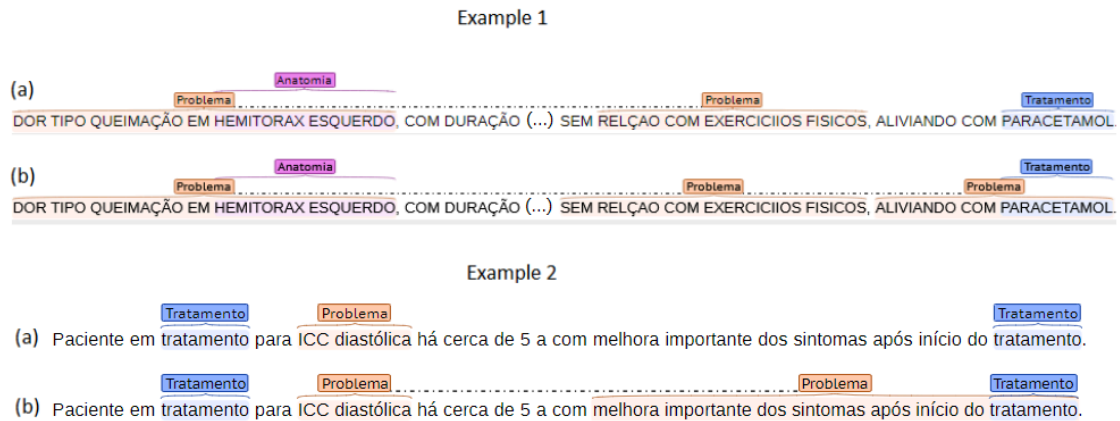 Example 1
Anatomia
(a)
Problema Problema Tratamento
DOR TIPO QUEIMAÇÃO EM HEMITORAX ESQUERDO, COM DURAÇÃO (...) SEM RELÇAO COM EXERCICIIOS FISICOS, ALIVIANDO COM PARACETAMOL.
(b)
Anatomia Tratamento
Problema Problema Problema
DOR TIPO QUEIMAÇÃO EM HEMITORAX ESQUERDO, COM DURAÇÃO (...) SEM RELÇAO COM EXERCICIIOS FISICOS, ALIVIANDO COM PARACETAMOL.
Example 2
Tratamento Problema Tratamento
(a) Paciente em tratamento para ICC diastólica há cerca de 5 a com melhora importante dos sintomas após início do tratamento.
Tratamento Problema Problema Tratamento
(b) Paciente em tratamento para ICC diastólica há cerca de 5 a com melhora importante dos sintomas após início do tratamento.